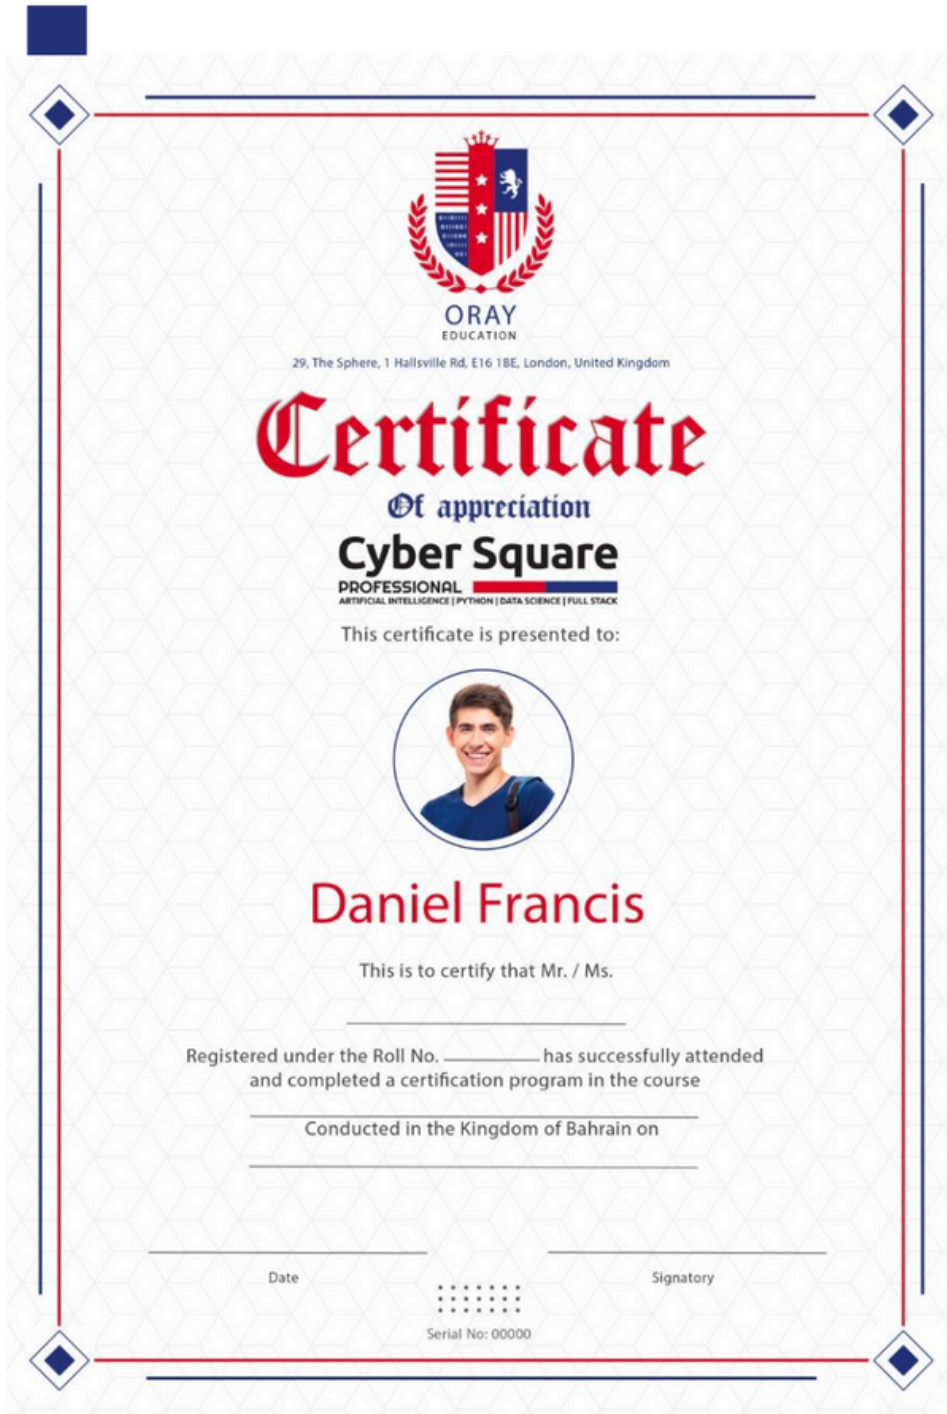 ORAY
EDUCATION
29, The Sphere, 1 Hallsville Rd, E16 1BE, London, United Kingdom
Certificate
Of appreciation
Cyber Square
PROFESSIONAL
ARTIFICIAL INTELLIGENCE | PYTHON | DATA SCIENCE | FULL STACK
This certificate is presented to:
Daniel Francis
This is to certify that Mr. / Ms.
Registered under the Roll No. has successfully attended
and completed a certification program in the course
Conducted in the Kingdom of Bahrain on
Date
Signatory
Serial No: 00000